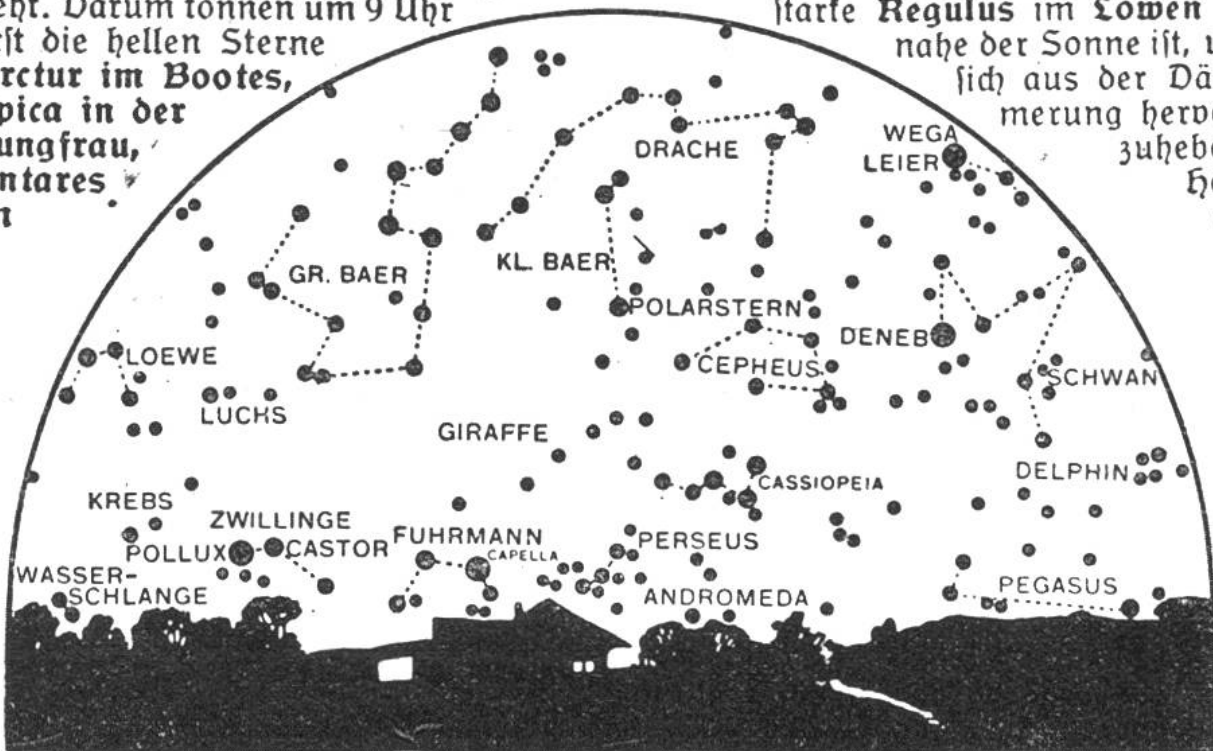 ehr. Darum können um 9 Uhr
rst die hellen Sterne
rctur im Bootes,
pica in der
ungfrau,
ntares
n
starke Regulus im Löwen
nahe der Sonne ist, u
sich aus der Dä
merung hervo
zuhebe
he
WEGA
LEIER
DRACHE
GR. BAER
KL. BAER
POLARSTERN
DENEB
LOEWE
CEPHEUS
SCHWAN
LUCHS
GIRAFFE
DELPHIN
CASSIOPEIA
KREBS
ZWILLINGE
FUHRMANN
PERSEUS
POLLUX
CASTOR
CAPELLA
WASSER-
SCHLANGE
ANDROMEDA
PEGASUS